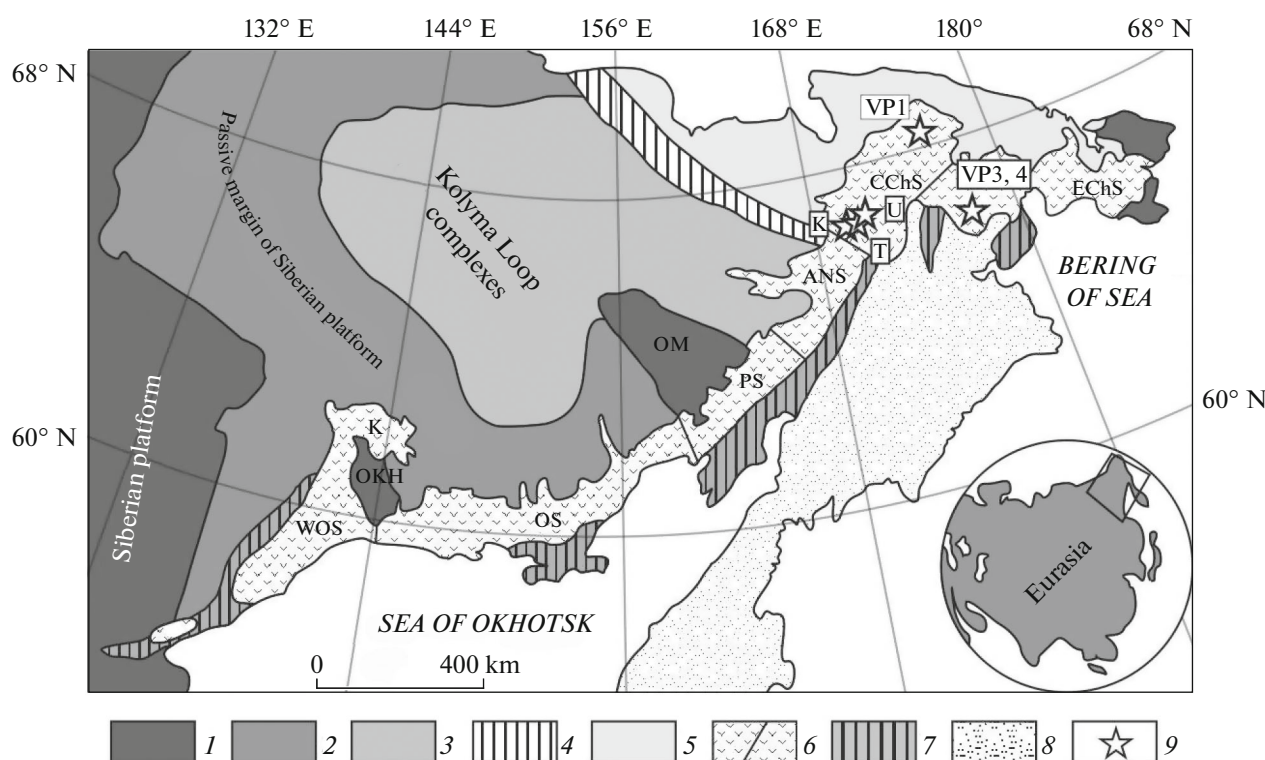 132° E 144° E 156° E 168° E 180° 68° N
68° N
VP1
Passive margin of Siberian platform
Kolyma Loop
complexes
CChS
VP3, 4
EChS
K
U
T
ANS
BERING
OF SEA
OM
PS
60° N
60° N
K
Siberian platform
OKH
WOS
OS
Eurasia
SEA OF OKHOTSK
0 400 km
1 2 3 4 5 6 7 8 9